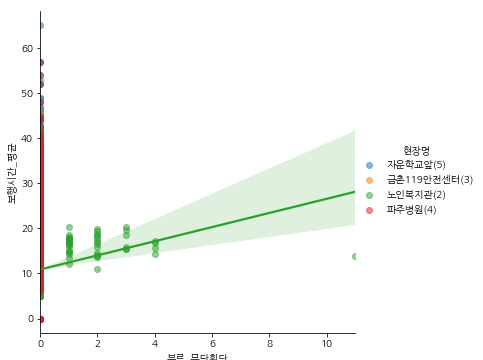 60
50
40
30
20
10
0
보행시간_평균
0 2 4 6 8 10
현장명
자운학교앞(5)
금촌119안전센터(3)
노인복지관(2)
파주병원(4)